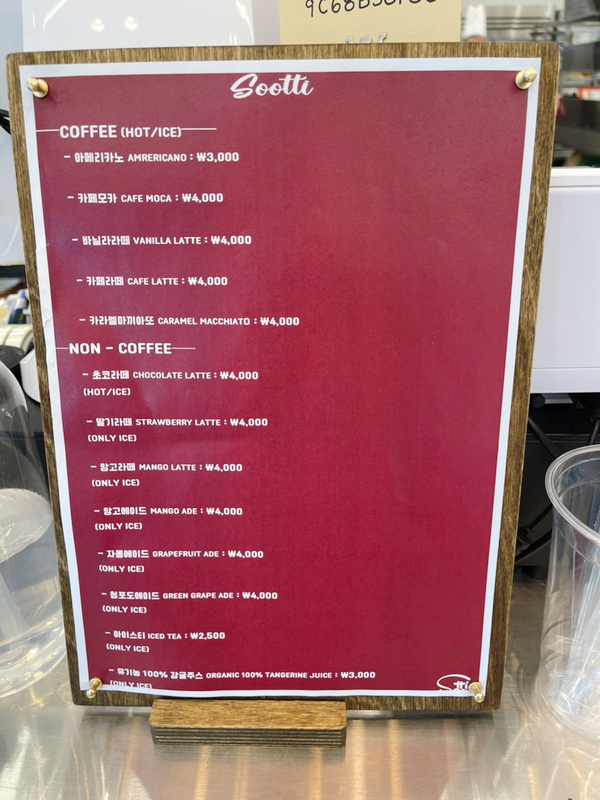 Sootti
COFFEE (HOT/ICE)
- 아메리카노 AMRERICANO : ₩3,000
- 카페모카 CAFE MOCA : ₩4,000
- 바닐라라떼 VANILLA LATTE : ₩4,000
- 카페라떼 CAFE LATTE : ₩4,000
- 카라멜마끼아또 CARAMEL MACCHIATO : ₩4,000
NON - COFFEE
- 초코라떼 CHOCOLATE LATTE : ₩4,000
(HOT/ICE)
- 딸기라떼 STRAWBERRY LATTE : ₩4,000
(ONLY ICE)
- 망고라떼 MANGO LATTE : ₩4,000
(ONLY ICE)
- 망고에이드 MANGO ADE : ₩4,000
(ONLY ICE)
- 자몽에이드 GRAPEFRUIT ADE : ₩4,000
(ONLY ICE)
- 청포도에이드 GREEN GRAPE ADE : ₩4,000
(ONLY ICE)
- 아이스티 ICED TEA : ₩2,500
(ONLY ICE)
- 유기농 100% 감귤주스 ORGANIC 100% TANGERINE JUICE : ₩3,000
(ONLY ICE)